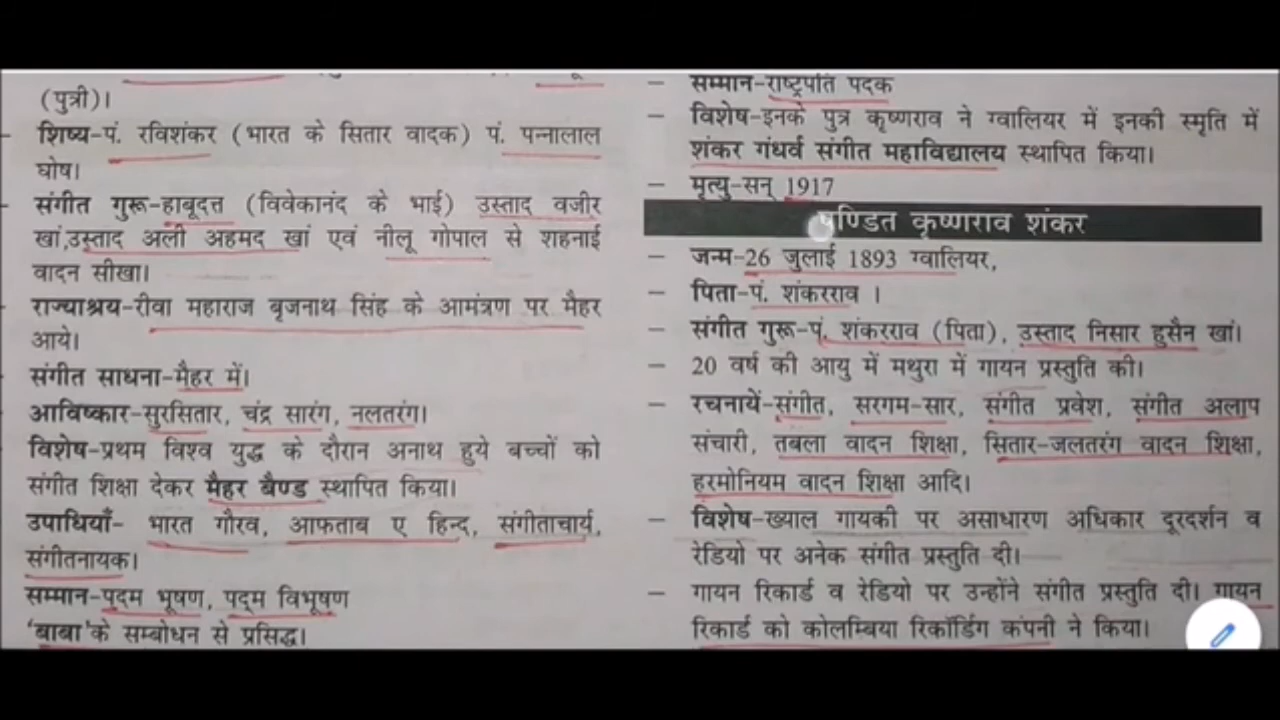 (पुत्री)।
शिष्य-पं. रविशंकर (भारत के सितार वादक) पं. पन्नालाल
घोष।
संगीत गुरू-हाबूदत्त (विवेकानंद के भाई) उस्ताद वजीर
खां,उस्ताद अली अहमद खां एवं नीलू गोपाल से शहनाई
वादन सीखा।
राज्याश्रय-रीवा महाराज बृजनाथ सिंह के आमंत्रण पर मैहर
आये।
संगीत साधना-मैहर में।
आविष्कार-सुरसितार, चंद्र सारंग, नलतरंग।
विशेष-प्रथम विश्व युद्ध के दौरान अनाथ हुये बच्चों को
संगीत शिक्षा देकर मैहर बैण्ड स्थापित किया।
उपाधियाँ- भारत गौरव, आफताब ए हिन्द, संगीताचार्य,
संगीतनायक।
सम्मान-पद्म भूषण, पद्म विभूषण
'बाबा'के सम्बोधन से प्रसिद्ध।
– सम्मान-राष्ट्रपति पदक
– विशेष-इनके पुत्र कृष्णराव ने ग्वालियर में इनकी स्मृति में
शंकर गंधर्व संगीत महाविद्यालय स्थापित किया।
– मृत्यु-सन् 1917
पण्डित कृष्णराव शंकर
– जन्म-26 जुलाई 1893 ग्वालियर,
– पिता-पं. शंकरराव ।
– संगीत गुरू-पं. शंकरराव (पिता), उस्ताद निसार हुसैन खां।
– 20 वर्ष की आयु में मथुरा में गायन प्रस्तुति की।
– रचनायें-संगीत, सरगम-सार, संगीत प्रवेश, संगीत अलाप
संचारी, तबला वादन शिक्षा, सितार-जलतरंग वादन शिक्षा,
हरमोनियम वादन शिक्षा आदि।
– विशेष-ख्याल गायकी पर असाधारण अधिकार दूरदर्शन व
रेडियो पर अनेक संगीत प्रस्तुति दी।
– गायन रिकार्ड व रेडियो पर उन्होंने संगीत प्रस्तुति दी। गायन
रिकार्ड को कोलम्बिया रिकॉर्डिंग कंपनी ने किया।